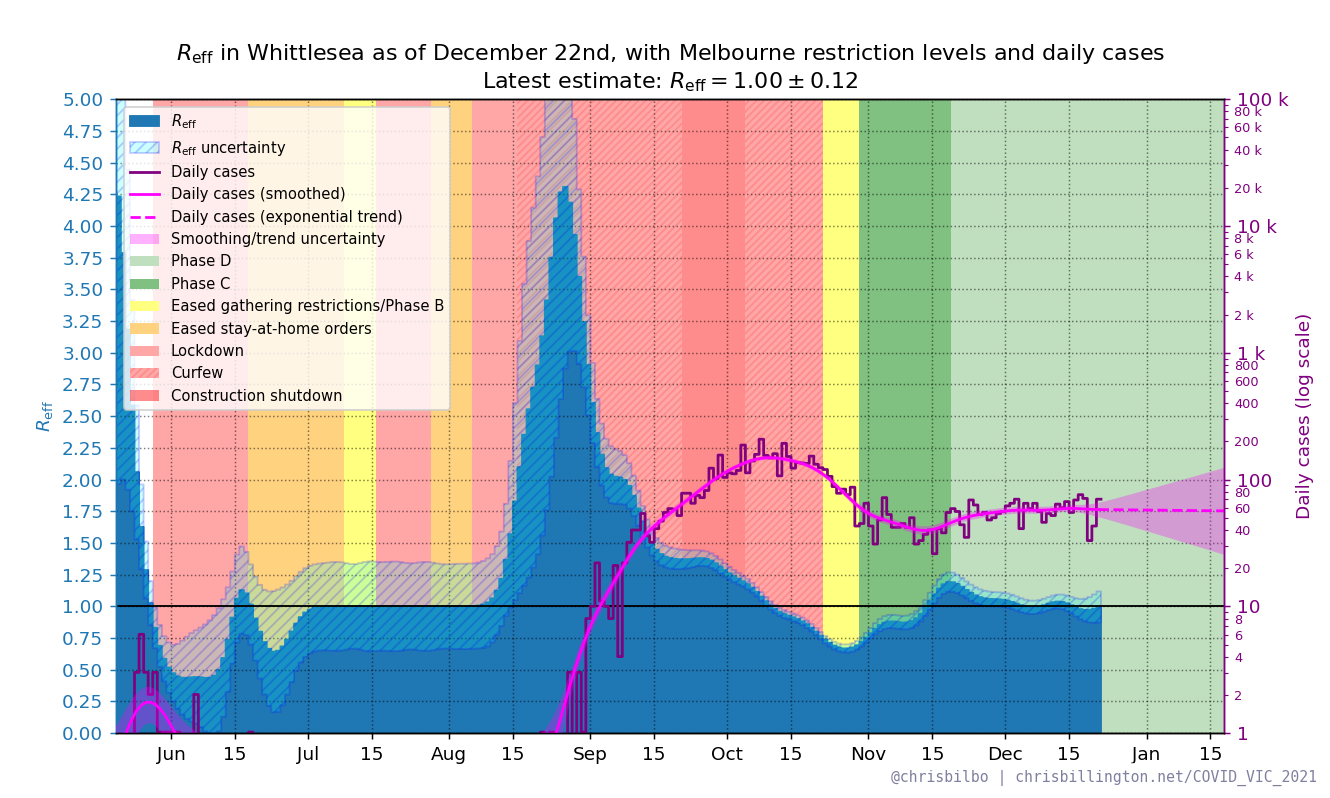 Reff in Whittlesea as of December 22nd, with Melbourne restriction levels and daily cases
Latest estimate: Reff = 1.00 ± 0.12
Reff
5.00
4.75
4.50
4.25
4.00
3.75
3.50
3.25
3.00
2.75
2.50
2.25
2.00
1.75
1.50
1.25
1.00
0.75
0.50
0.25
0.00
Reff
Reff uncertainty
Daily cases
Daily cases (smoothed)
Daily cases (exponential trend)
Smoothing/trend uncertainty
Phase D
Phase C
Eased gathering restrictions/Phase B
Eased stay-at-home orders
Lockdown
Curfew
Construction shutdown
100 k
80 k
60 k
40 k
20 k
10 k
8 k
6 k
4 k
2 k
1 k
800
600
400
200
100
80
60
40
20
10
8
6
4
2
1
Daily cases (log scale)
Jun 15 Jul 15 Aug 15 Sep 15 Oct 15 Nov 15 Dec 15 Jan 15
@chrisbilbo | chrisbillington.net/COVID_VIC_2021